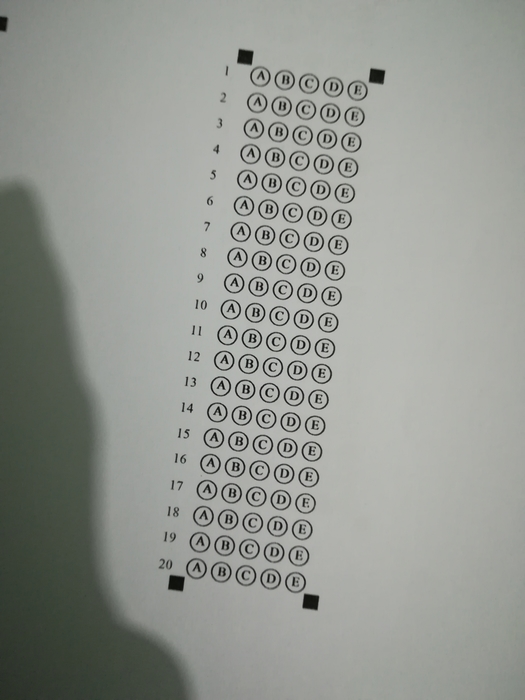 1 A B C D E
2 A B C D E
3 A B C D E
4 A B C D E
5 A B C D E
6 A B C D E
7 A B C D E
8 A B C D E
9 A B C D E
10 A B C D E
11 A B C D E
12 A B C D E
13 A B C D E
14 A B C D E
15 A B C D E
16 A B C D E
17 A B C D E
18 A B C D E
19 A B C D E
20 A B C D E